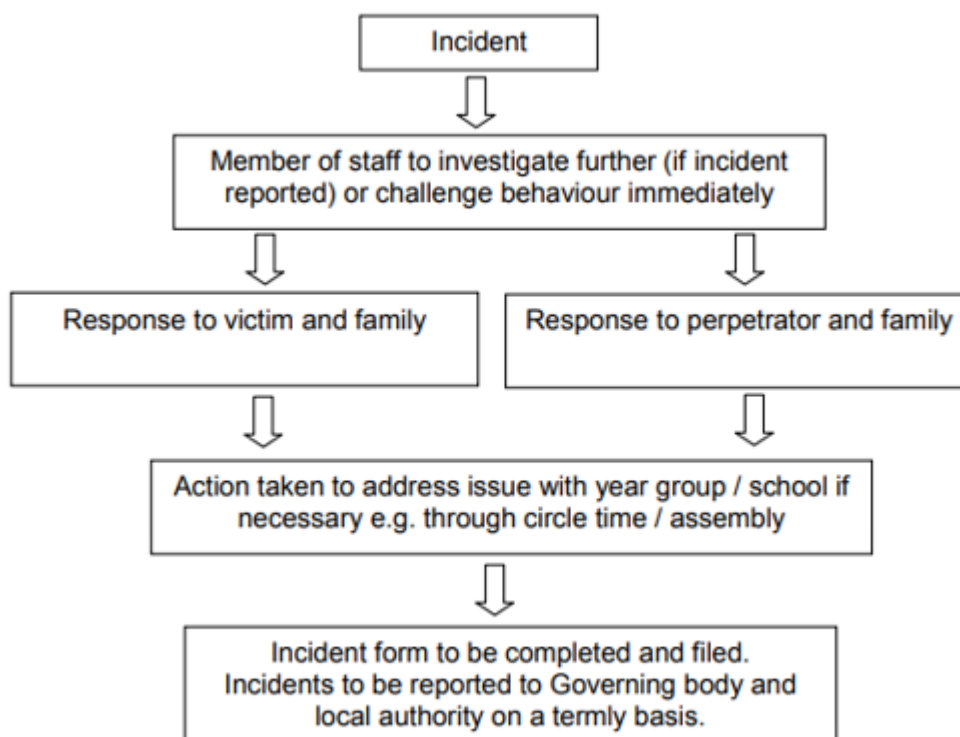 Incident
Member of staff to investigate further (if incident
reported) or challenge behaviour immediately
Response to victim and family
Response to perpetrator and family
Action taken to address issue with year group / school if
necessary e.g. through circle time / assembly
Incident form to be completed and filed.
Incidents to be reported to Governing body and
local authority on a termly basis.